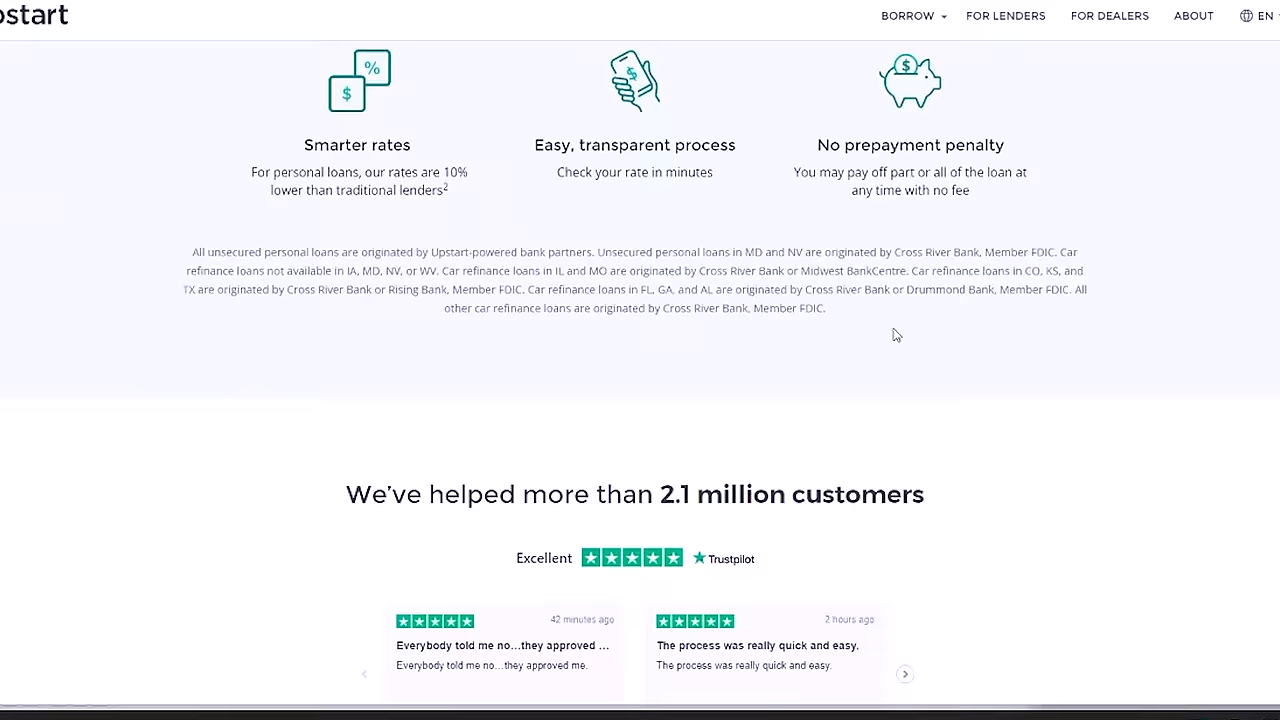 ostart
BORROW FOR LENDERS FOR DEALERS ABOUT EN
%
$
$
$
Smarter rates
For personal loans, our rates are 10%
lower than traditional lenders2
Easy, transparent process
Check your rate in minutes
No prepayment penalty
You may pay off part or all of the loan at
any time with no fee
All unsecured personal loans are originated by Upstart-powered bank partners. Unsecured personal loans in MD and NV are originated by Cross River Bank, Member FDIC. Car
refinance loans not available in IA, MD, NV, or WV. Car refinance loans in IL and MO are originated by Cross River Bank or Midwest BankCentre. Car refinance loans in CO, KS, and
TX are originated by Cross River Bank or Rising Bank, Member FDIC. Car refinance loans in FL, GA, and AL are originated by Cross River Bank or Drummond Bank, Member FDIC. All
other car refinance loans are originated by Cross River Bank, Member FDIC.
We've helped more than 2.1 million customers
Excellent Trustpilot
42 minutes ago
Everybody told me no...they approved ...
Everybody told me no...they approved me.
2 hours ago
The process was really quick and easy.
The process was really quick and easy.